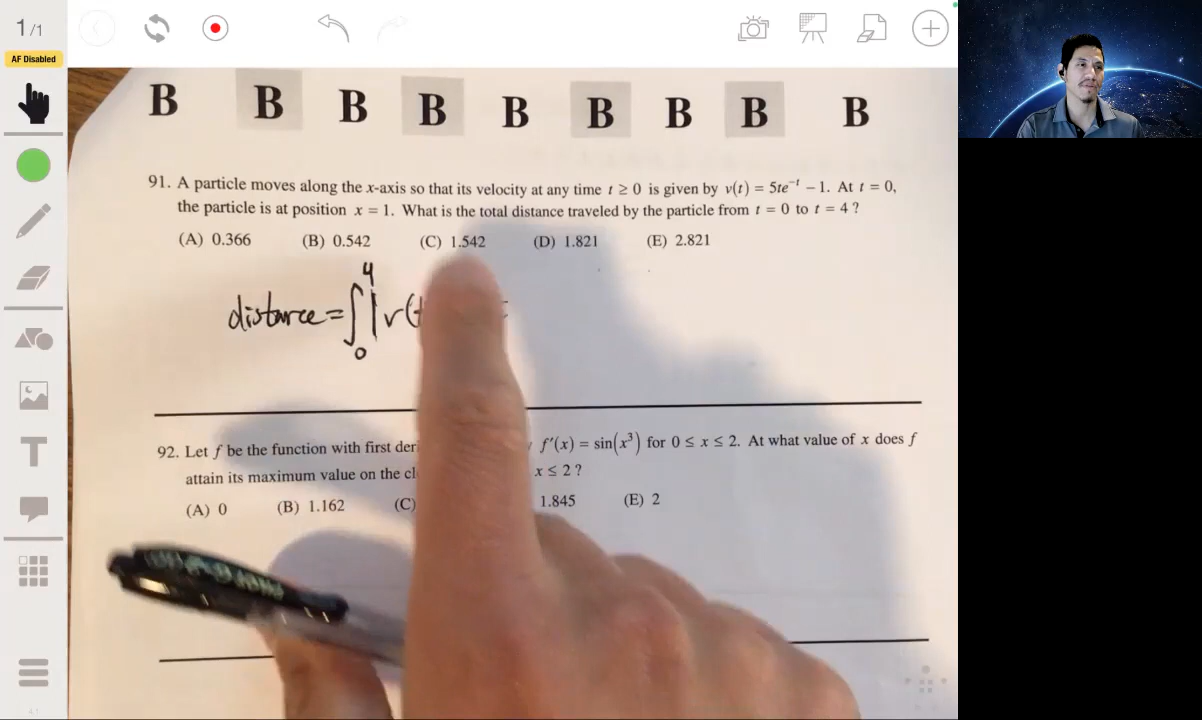 1/1
AF Disabled
B B B B B B B B B
91. A particle moves along the x-axis so that its velocity at any time t ≥ 0 is given by v(t) = 5te⁻ᵗ − 1. At t = 0,
the particle is at position x = 1. What is the total distance traveled by the particle from t = 0 to t = 4 ?
(A) 0.366 (B) 0.542 (C) 1.542 (D) 1.821 (E) 2.821
distance = ∫₀⁴ |v(
92. Let f be the function with first f′(x) = sin(x³) for 0 ≤ x ≤ 2. At what value of x does f
attain its maximum value on the x ≤ 2 ?
(A) 0 (B) 1.162 (C) 1.845 (E) 2
T